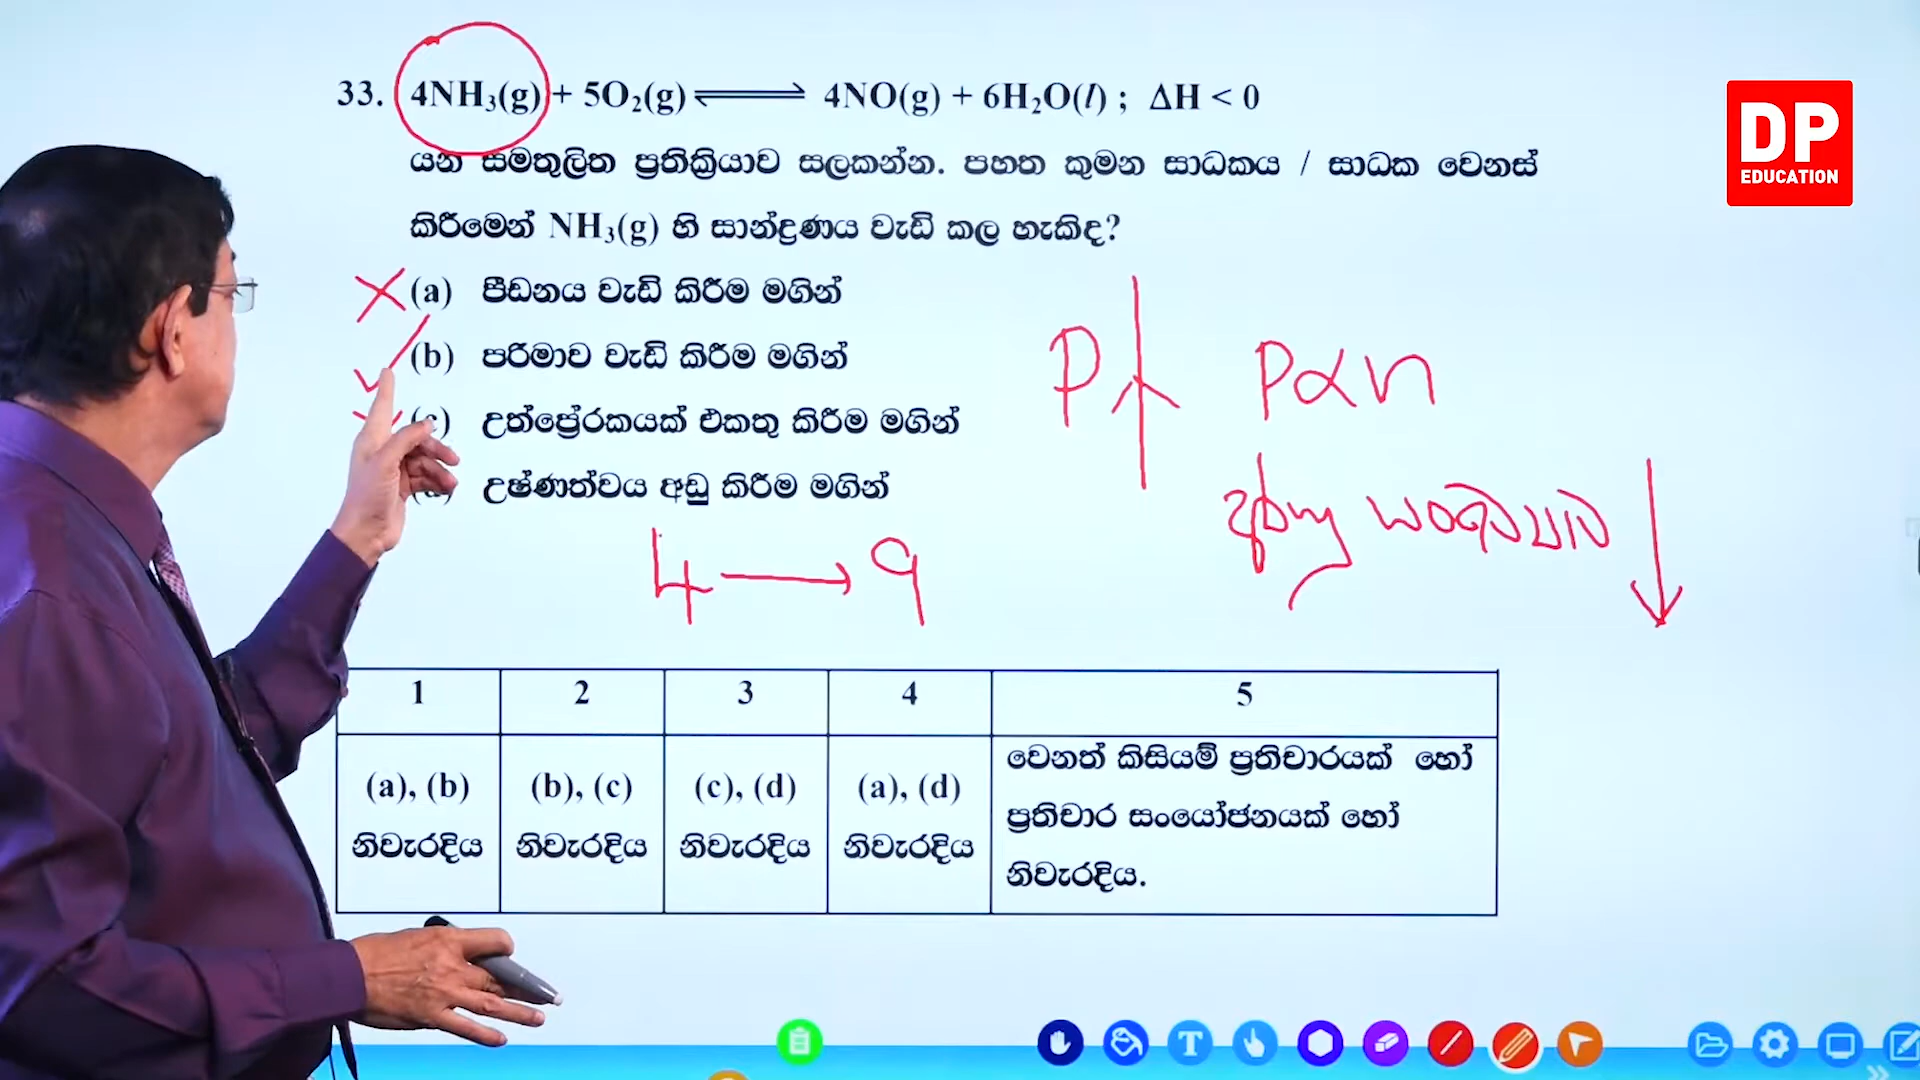 33. 4NH₃(g) + 5O₂(g) ⇌ 4NO(g) + 6H₂O(l) ; ΔH < 0
යන සමතුලිත ප්‍රතික්‍රියාව සලකන්න. පහත කුමන සාධකය / සාධක වෙනස්
කිරීමෙන් NH₃(g) හි සාන්ද්‍රණය වැඩි කල හැකිද?
(a) පීඩනය වැඩි කිරීම මගින්
(b) පරිමාව වැඩි කිරීම මගින්
(c) උත්ප්‍රේරකයක් එකතු කිරීම මගින්
උෂ්ණත්වය අඩු කිරීම මගින්
P↑ P∝n
අණු
4 → 9
1 2 3 4 5
(a), (b) නිවැරදිය
(b), (c) නිවැරදිය
(c), (d) නිවැරදිය
(a), (d) නිවැරදිය
වෙනත් කිසියම් ප්‍රතිචාරයක් හෝ
ප්‍රතිචාර සංයෝජනයක් හෝ
නිවැරදිය.
DP
EDUCATION